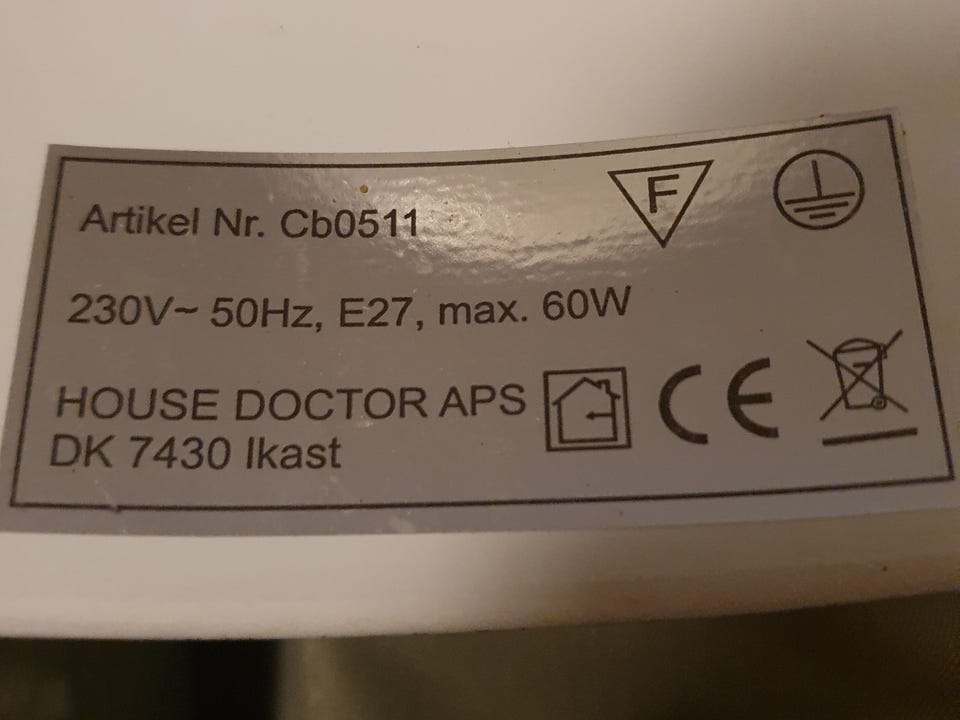 Artikel Nr. Cb0511
F
230V~ 50Hz, E27, max. 60W
HOUSE DOCTOR APS
DK 7430 Ikast
CE